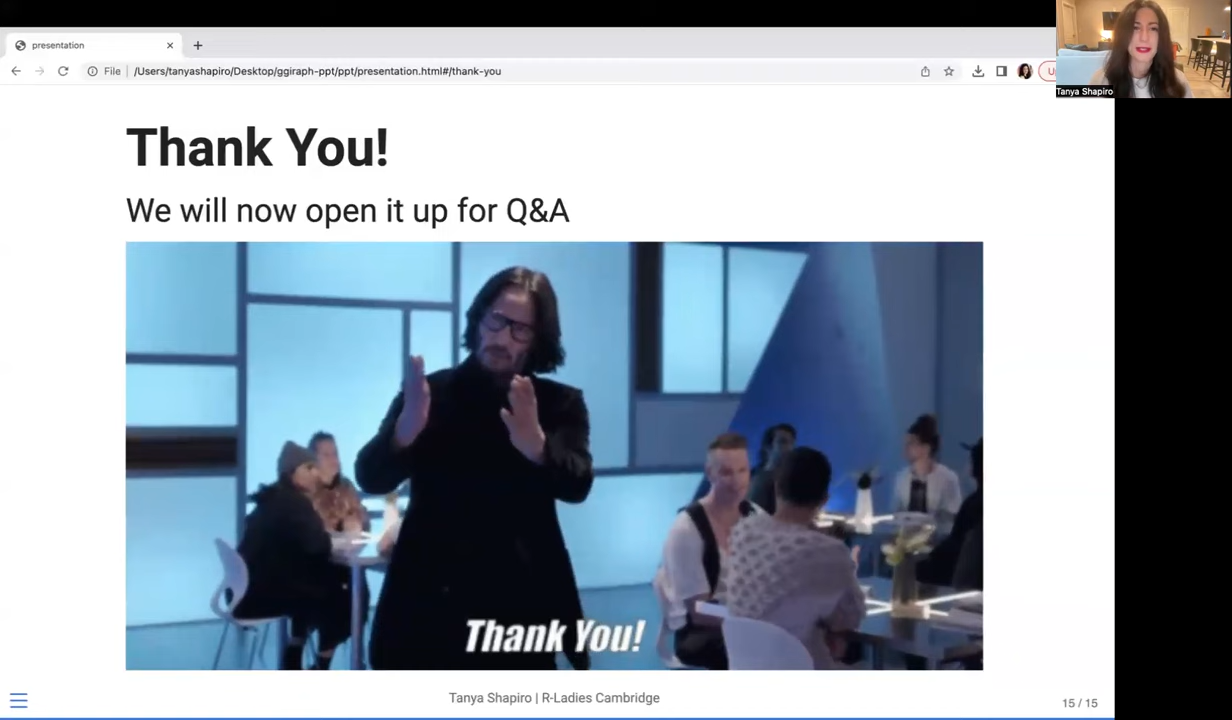 presentation
File
/Users/tanyashapiro/Desktop/ggiraph-ppt/ppt/presentation.html#/thank-you
Tanya Shapiro
Thank You!
We will now open it up for Q&A
Thank You!
Tanya Shapiro | R-Ladies Cambridge
15 / 15